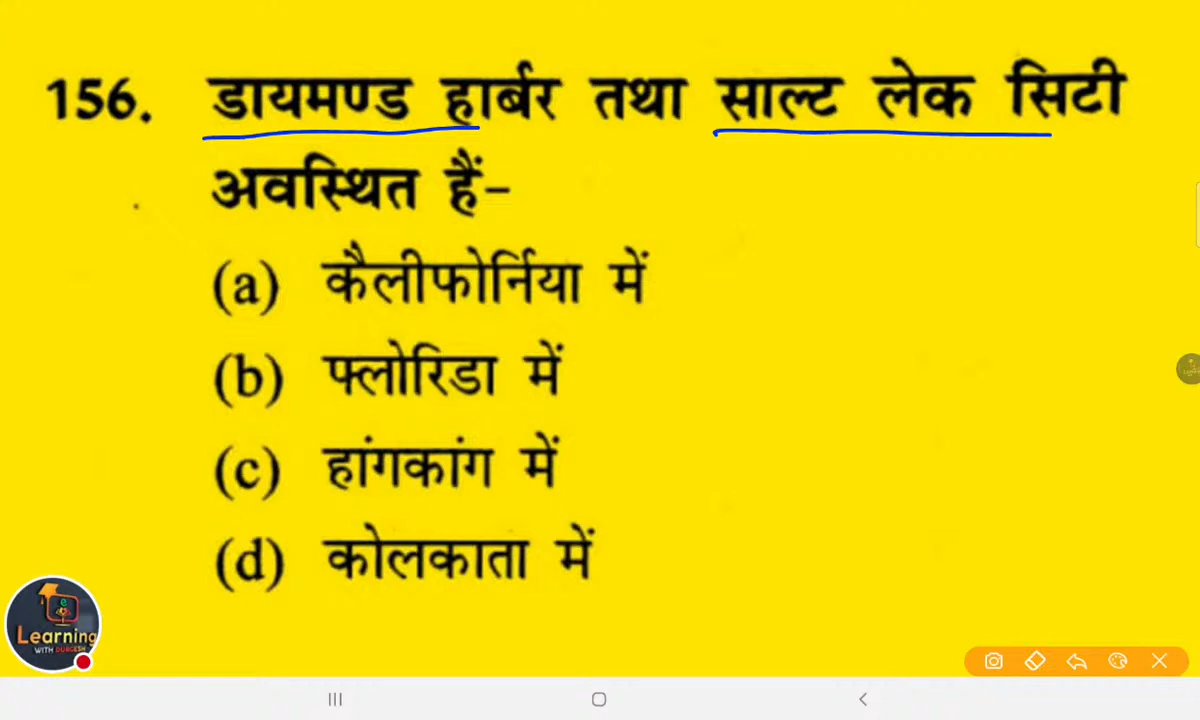 156. डायमण्ड हार्बर तथा साल्ट लेक सिटी
अवस्थित हैं-
(a) कैलीफोर्निया में
(b) फ्लोरिडा में
(c) हांगकांग में
(d) कोलकाता में
Learning
WITH DURGESH